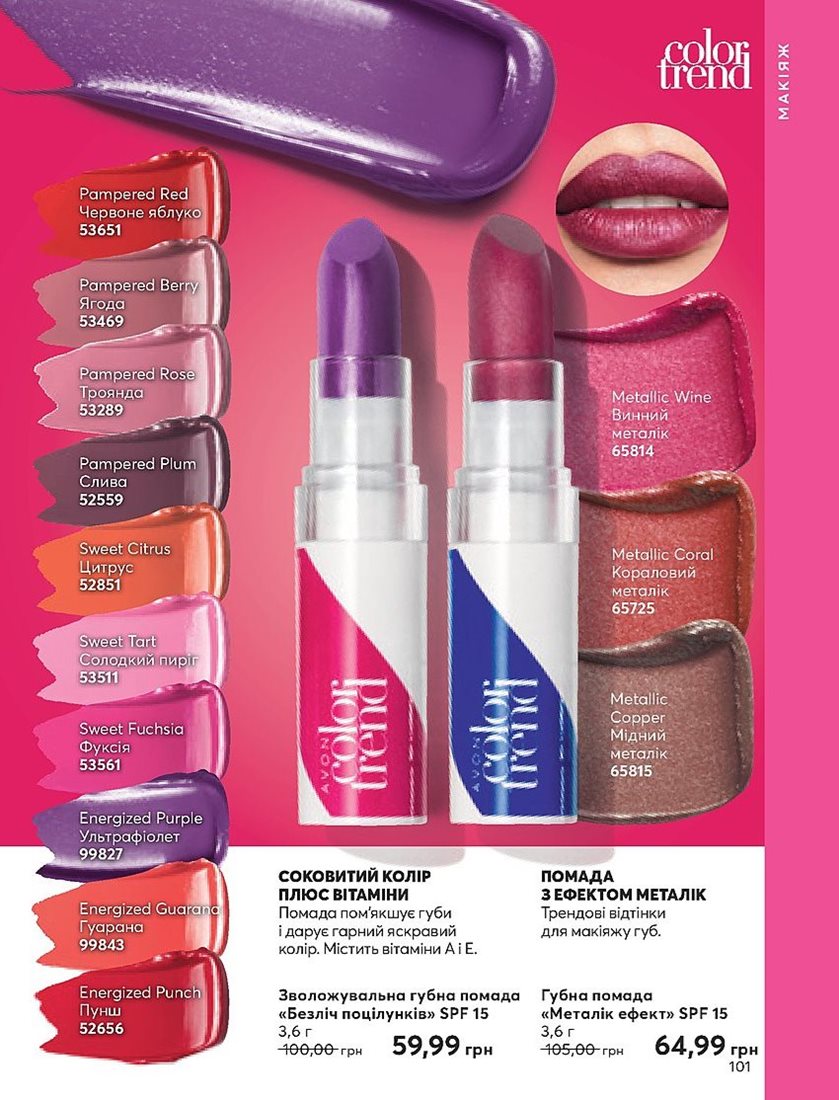 color
trend
МАКІЯЖ
Pampered Red
Червоне яблуко
53651
Pampered Berry
Ягода
53469
Pampered Rose
Троянда
53289
Pampered Plum
Слива
52559
Sweet Citrus
Цитрус
52851
Sweet Tart
Солодкий пиріг
53511
Sweet Fuchsia
Фуксія
53561
Energized Purple
Ультрафіолет
99827
Energized Guarana
Гуарана
99843
Energized Punch
Пунш
52656
AVON
color
trend
AVON
color
trend
Metallic Wine
Винний
металік
65814
Metallic Coral
Кораловий
металік
65725
Metallic
Copper
Мідний
металік
65815
СОКОВИТИЙ КОЛІР
ПЛЮС ВІТАМІНИ
Помада пом’якшує губи
і дарує гарний яскравий
колір. Містить вітаміни А і Е.
Зволожувальна губна помада
«Безліч поцілунків» SPF 15
3,6 г
100,00 грн 59,99 грн
ПОМАДА
З ЕФЕКТОМ МЕТАЛІК
Трендові відтінки
для макіяжу губ.
Губна помада
«Металік ефект» SPF 15
3,6 г
105,00 грн 64,99 грн
101